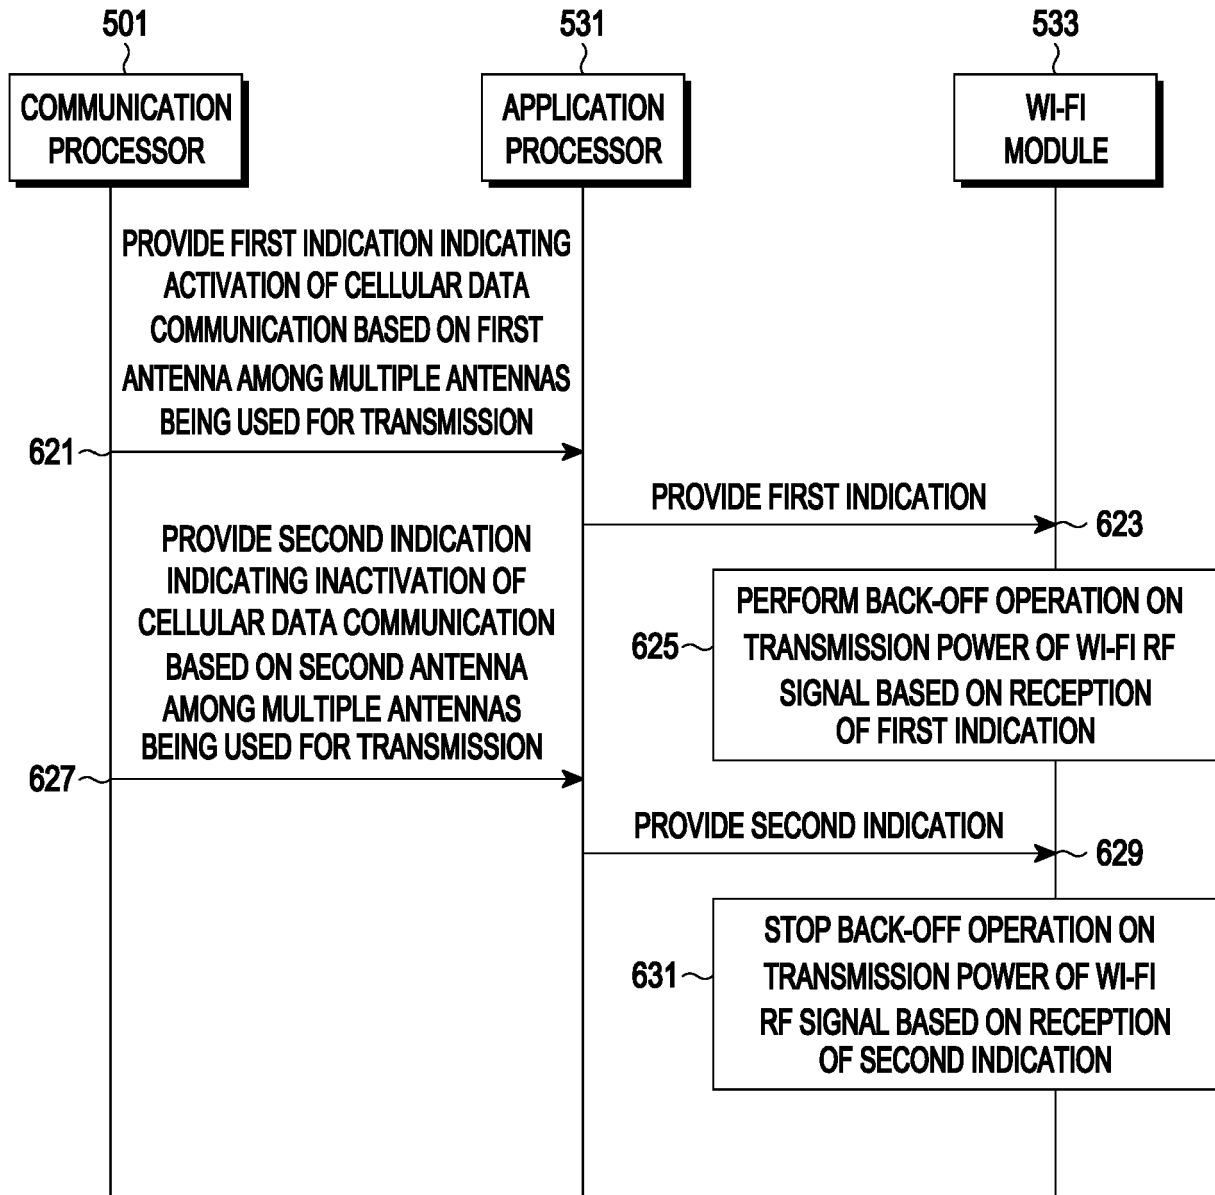 501
531
533
COMMUNICATION
PROCESSOR
APPLICATION
PROCESSOR
WI-FI
MODULE
PROVIDE FIRST INDICATION INDICATING
ACTIVATION OF CELLULAR DATA
COMMUNICATION BASED ON FIRST
ANTENNA AMONG MULTIPLE ANTENNAS
BEING USED FOR TRANSMISSION
621
PROVIDE FIRST INDICATION
623
PERFORM BACK-OFF OPERATION ON
TRANSMISSION POWER OF WI-FI RF
SIGNAL BASED ON RECEPTION
OF FIRST INDICATION
625
PROVIDE SECOND INDICATION
INDICATING INACTIVATION OF
CELLULAR DATA COMMUNICATION
BASED ON SECOND ANTENNA
AMONG MULTIPLE ANTENNAS
BEING USED FOR TRANSMISSION
627
PROVIDE SECOND INDICATION
629
STOP BACK-OFF OPERATION ON
TRANSMISSION POWER OF WI-FI
RF SIGNAL BASED ON RECEPTION
OF SECOND INDICATION
631